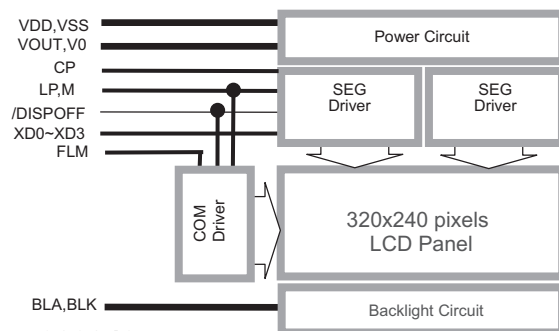 VDD,VSS
VOUT,V0
CP
LP,M
/DISPOFF
XD0~XD3
FLM
Power Circuit
SEG
Driver
SEG
Driver
COM
Driver
320x240 pixels
LCD Panel
BLA,BLK
Backlight Circuit